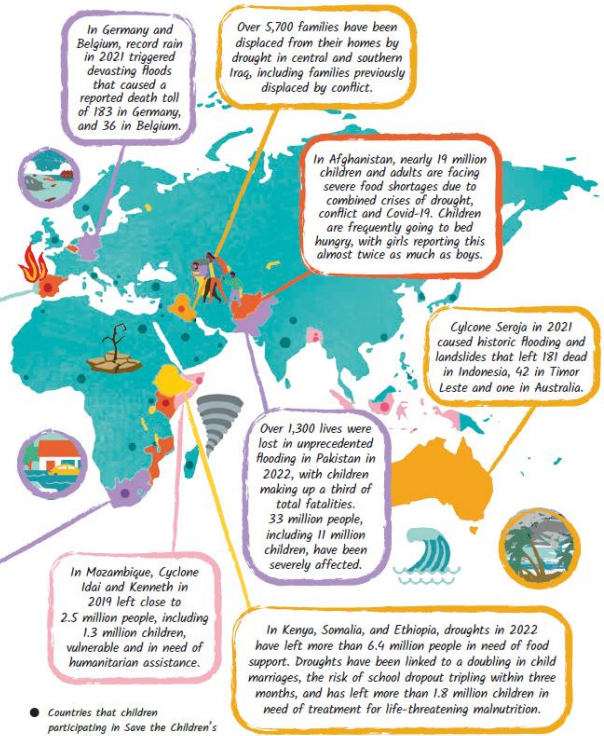 In Germany and
Belgium, record rain
in 2021 triggered
devasting floods
that caused a
reported death toll
of 183 in Germany,
and 36 in Belgium.
Over 5,700 families have been
displaced from their homes by
drought in central and southern
Iraq, including families previously
displaced by conflict.
In Afghanistan, nearly 19 million
children and adults are facing
severe food shortages due to
combined crises of drought,
conflict and Covid-19. Children
are frequently going to bed
hungry, with girls reporting this
almost twice as much as boys.
Cylcone Seroja in 2021
caused historic flooding and
landslides that left 181 dead
in Indonesia, 42 in Timor
Leste and one in Australia.
Over 1,300 lives were
lost in unprecedented
flooding in Pakistan in
2022, with children
making up a third of
total fatalities.
33 million people,
including 11 million
children, have been
severely affected.
In Mozambique, Cyclone
Idai and Kenneth in
2019 left close to
2.5 million people, including
1.3 million children,
vulnerable and in need of
humanitarian assistance.
In Kenya, Somalia, and Ethiopia, droughts in 2022
have left more than 6.4 million people in need of food
support. Droughts have been linked to a doubling in child
marriages, the risk of school dropout tripling within three
months, and has left more than 1.8 million children in
need of treatment for life-threatening malnutrition.
Countries that children
participating in Save the Children's